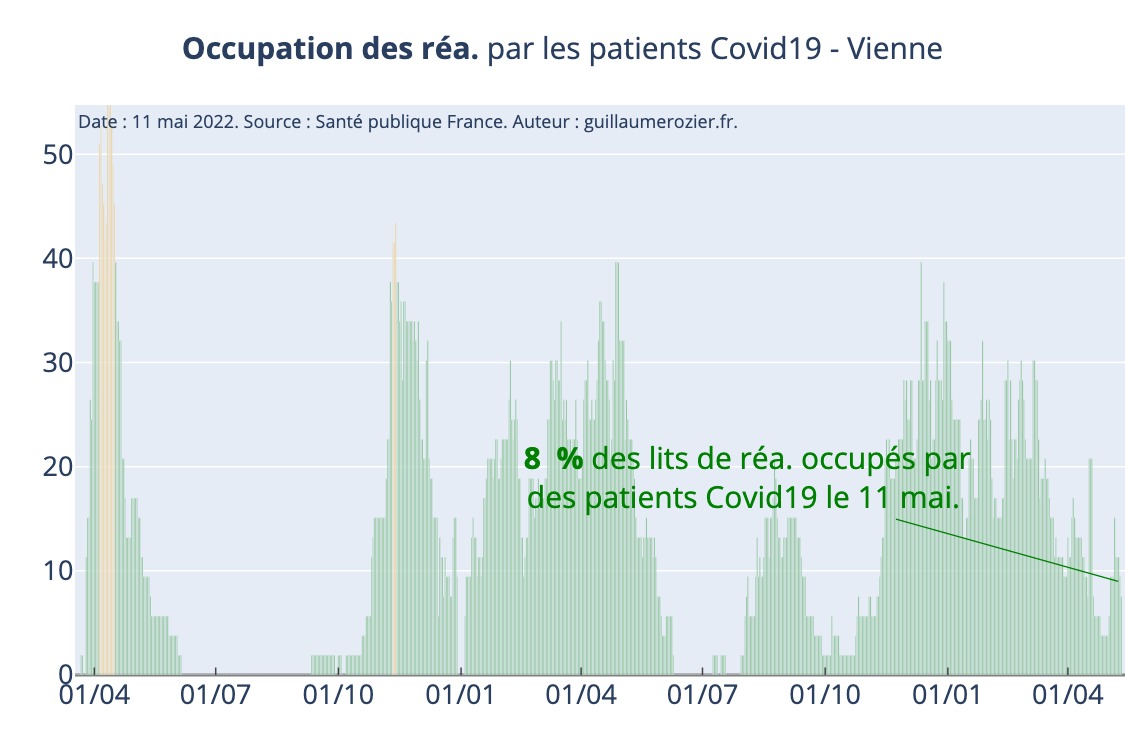 Occupation des réa. par les patients Covid19 - Vienne
Date : 11 mai 2022. Source : Santé publique France. Auteur : guillaumerozier.fr.
50
40
30
20
10
0
8 % des lits de réa. occupés par
des patients Covid19 le 11 mai.
01/04 01/07 01/10 01/01 01/04 01/07 01/10 01/01 01/04